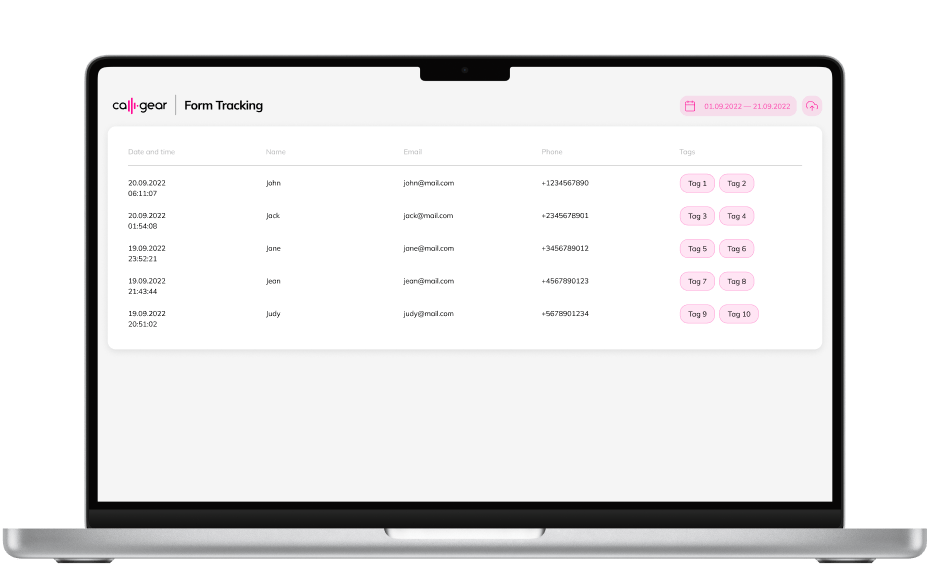 callgear Form Tracking 01.09.2022 — 21.09.2022
Date and time Name Email Phone Tags
20.09.2022 John john@mail.com +1234567890 Tag 1 Tag 2
06:11:07
20.09.2022 Jack jack@mail.com +2345678901 Tag 3 Tag 4
01:54:08
19.09.2022 Jane jane@mail.com +3456789012 Tag 5 Tag 6
23:52:21
19.09.2022 Jean jean@mail.com +4567890123 Tag 7 Tag 8
21:43:44
19.09.2022 Judy judy@mail.com +5678901234 Tag 9 Tag 10
20:51:02